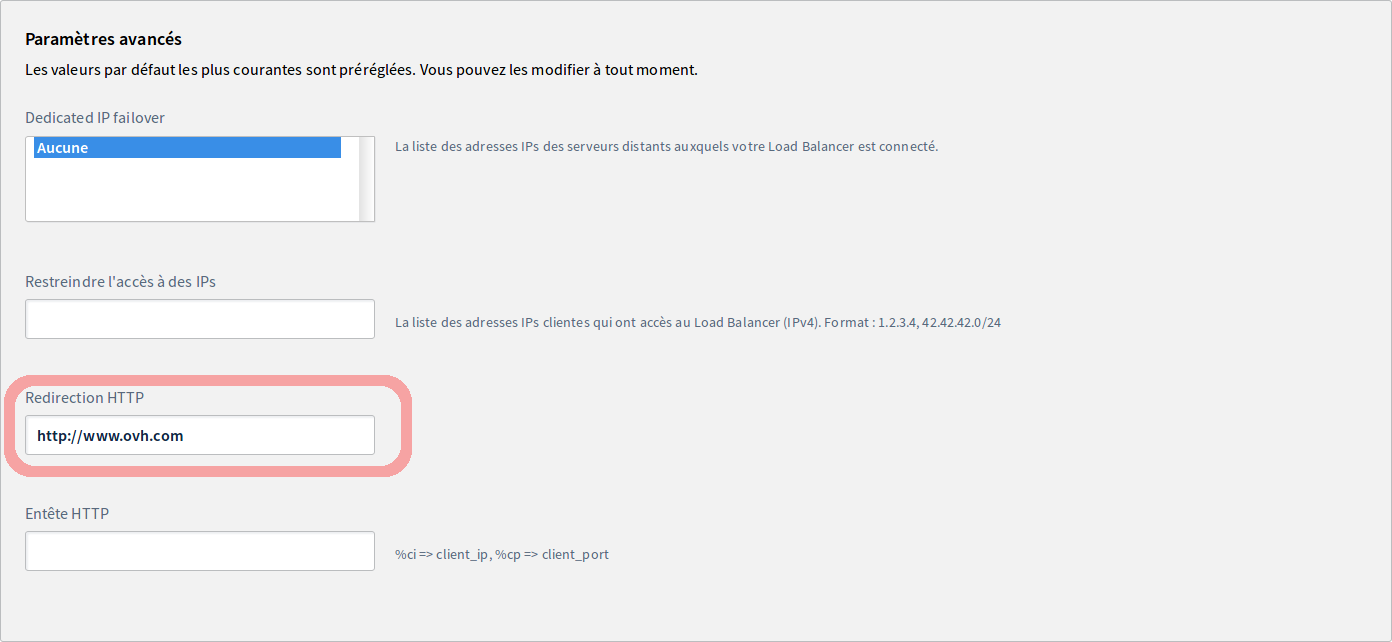 Paramètres avancés
Les valeurs par défaut les plus courantes sont préréglées. Vous pouvez les modifier à tout moment.
Dedicated IP failover
Aucune
La liste des adresses IPs des serveurs distants auxquels votre Load Balancer est connecté.
Restreindre l'accès à des IPs
La liste des adresses IPs clientes qui ont accès au Load Balancer (IPv4). Format : 1.2.3.4, 42.42.42.0/24
Redirection HTTP
http://www.ovh.com
Entête HTTP
%ci => client_ip, %cp => client_port